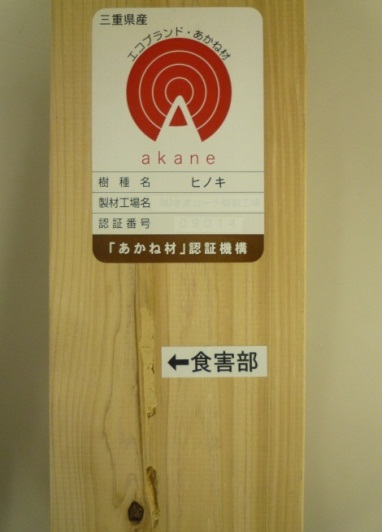 三重県産
エコブランド・あかね材
akane
樹種名 ヒノキ
製材工場名
認証番号
「あかね材」認証機構
←食害部